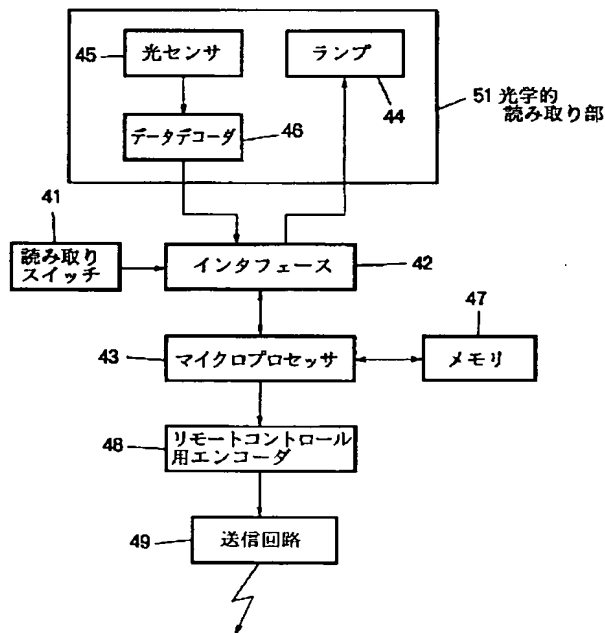 45
光センサ
ランプ
44
51 光学的
読み取り部
データデコーダ
46
41
読み取り
スイッチ
インタフェース
42
47
43
マイクロプロセッサ
メモリ
48
リモートコントロール
用エンコーダ
49
送信回路